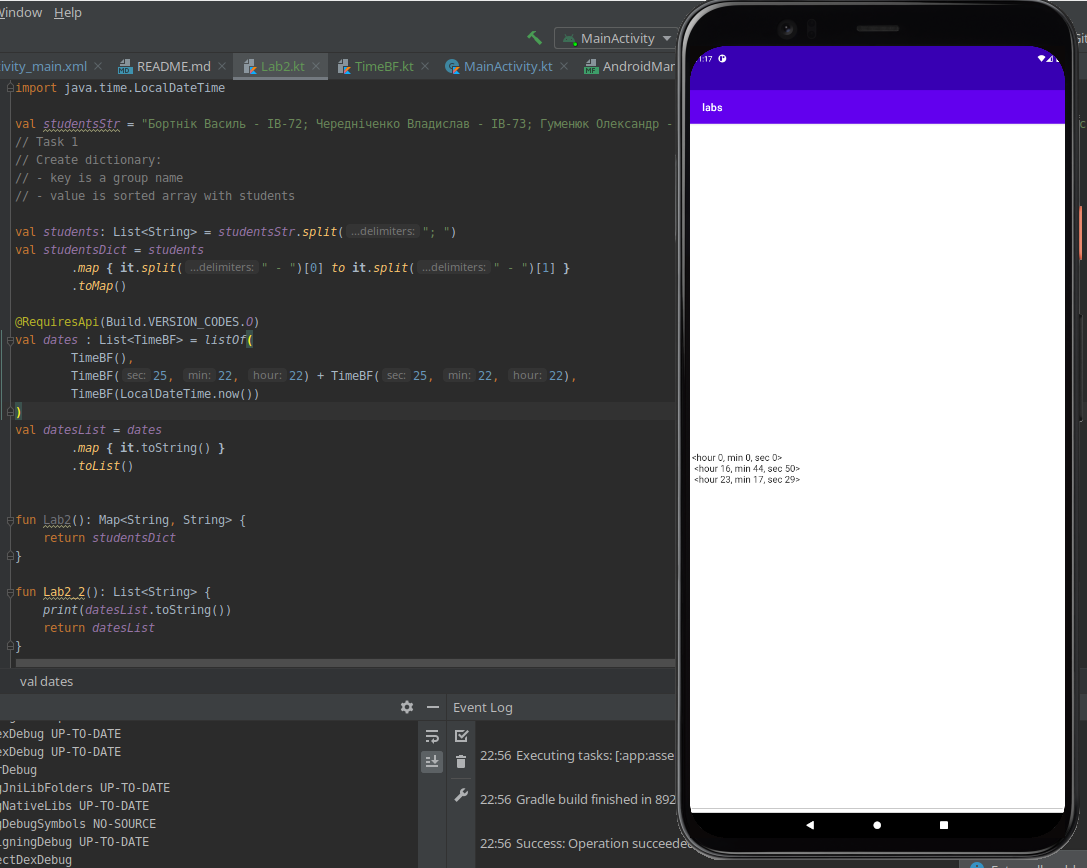 Window Help
MainActivity
ivity_main.xml README.md Lab2.kt TimeBF.kt MainActivity.kt AndroidMan
import java.time.LocalDateTime
val studentsStr = "Бортнік Василь - ІВ-72; Чередніченко Владислав - ІВ-73; Гуменюк Олександр -
// Task 1
// Create dictionary:
// - key is a group name
// - value is sorted array with students
val students: List<String> = studentsStr.split( ...delimiters: "; ")
val studentsDict = students
.map { it.split( ...delimiters: " - ")[0] to it.split( ...delimiters: " - ")[1] }
.toMap()
@RequiresApi(Build.VERSION_CODES.O)
val dates : List<TimeBF> = listOf(
TimeBF(),
TimeBF( sec: 25, min: 22, hour: 22) + TimeBF( sec: 25, min: 22, hour: 22),
TimeBF(LocalDateTime.now())
)
val datesList = dates
.map { it.toString() }
.toList()
fun Lab2(): Map<String, String> {
return studentsDict
}
fun Lab2_2(): List<String> {
print(datesList.toString())
return datesList
}
val dates
Event Log
exDebug UP-TO-DATE
exDebug UP-TO-DATE
rDebug
gJniLibFolders UP-TO-DATE
gNativeLibs UP-TO-DATE
gDebugSymbols NO-SOURCE
igningDebug UP-TO-DATE
ectDexDebug
22:56 Executing tasks: [:app:asse
22:56 Gradle build finished in 892
22:56 Success: Operation succeeded
:17
labs
<hour 0, min 0, sec 0>
<hour 16, min 44, sec 50>
<hour 23, min 17, sec 29>